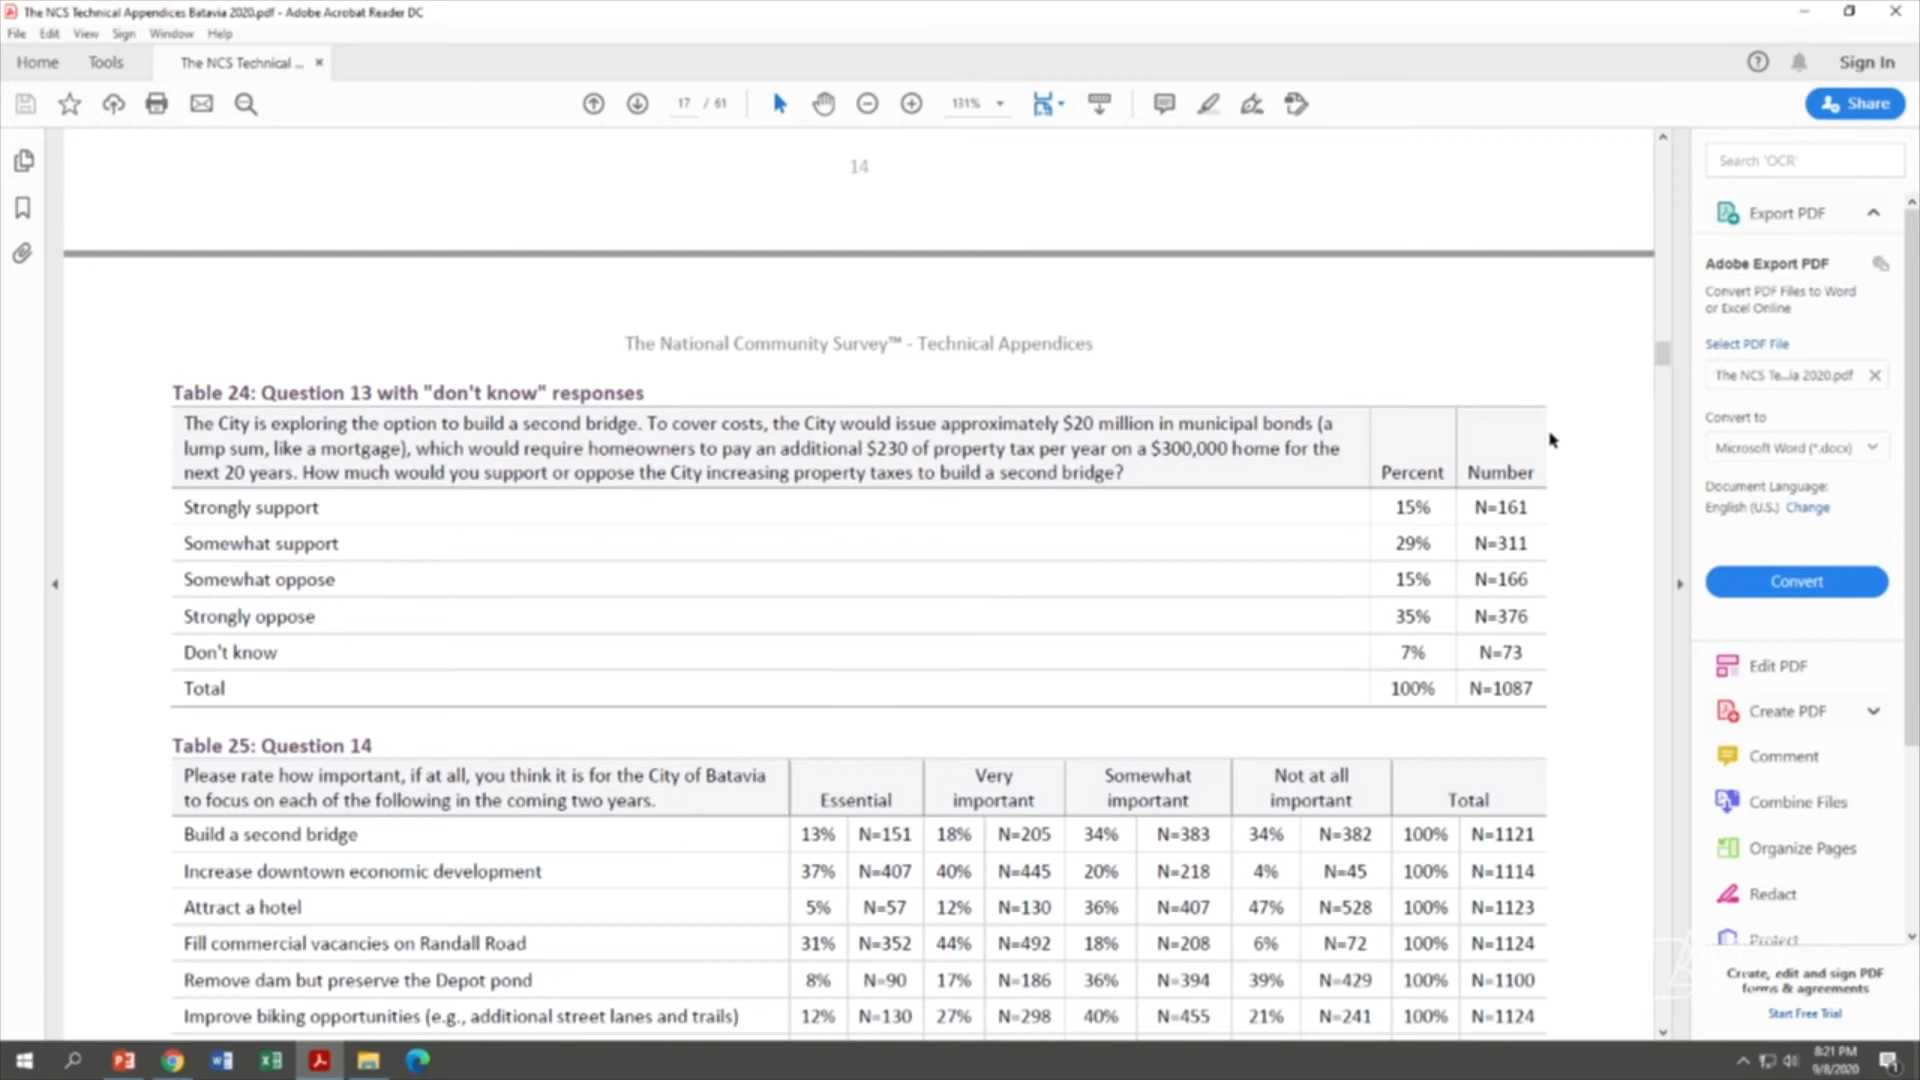 The NCS Technical Appendices Batavia 2020.pdf - Adobe Acrobat Reader DC
File Edit View Sign Window Help
Home Tools The NCS Technical ... × Sign In
17 / 61 131% Share
14
The National Community Survey™ - Technical Appendices
Table 24: Question 13 with "don't know" responses
The City is exploring the option to build a second bridge. To cover costs, the City would issue approximately $20 million in municipal bonds (a
lump sum, like a mortgage), which would require homeowners to pay an additional $230 of property tax per year on a $300,000 home for the
next 20 years. How much would you support or oppose the City increasing property taxes to build a second bridge? Percent Number
Strongly support 15% N=161
Somewhat support 29% N=311
Somewhat oppose 15% N=166
Strongly oppose 35% N=376
Don't know 7% N=73
Total 100% N=1087
Table 25: Question 14
Please rate how important, if at all, you think it is for the City of Batavia Very Somewhat Not at all
to focus on each of the following in the coming two years. Essential important important important Total
Build a second bridge 13% N=151 18% N=205 34% N=383 34% N=382 100% N=1121
Increase downtown economic development 37% N=407 40% N=445 20% N=218 4% N=45 100% N=1114
Attract a hotel 5% N=57 12% N=130 36% N=407 47% N=528 100% N=1123
Fill commercial vacancies on Randall Road 31% N=352 44% N=492 18% N=208 6% N=72 100% N=1124
Remove dam but preserve the Depot pond 8% N=90 17% N=186 36% N=394 39% N=429 100% N=1100
Improve biking opportunities (e.g., additional street lanes and trails) 12% N=130 27% N=298 40% N=455 21% N=241 100% N=1124
Search 'OCR'
Export PDF
Adobe Export PDF
Convert PDF Files to Word
or Excel Online
Select PDF File
The NCS Te...ia 2020.pdf
Convert to
Microsoft Word (*.docx)
Document Language:
English (U.S.) Change
Convert
Edit PDF
Create PDF
Comment
Combine Files
Organize Pages
Redact
Protect
Create, edit and sign PDF
forms & agreements
Start Free Trial
8:21 PM
9/8/2020